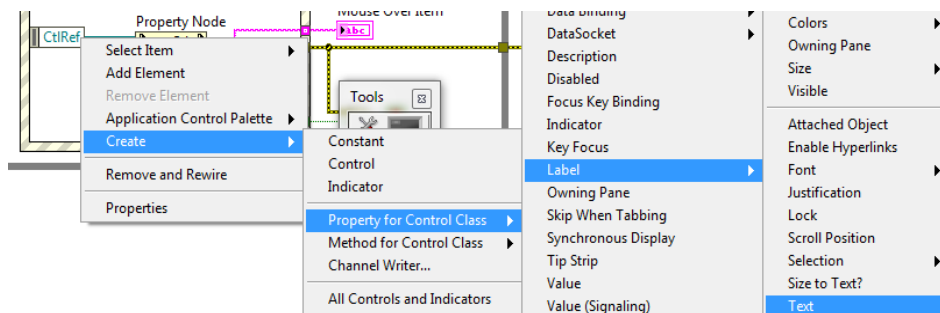 Property Node
CtlRef
Select Item
Add Element
Remove Element
Application Control Palette
Create
Remove and Rewire
Properties
Mouse Over Item
abc
Tools
Constant
Control
Indicator
Property for Control Class
Method for Control Class
Channel Writer...
All Controls and Indicators
Data Binding
DataSocket
Description
Disabled
Focus Key Binding
Indicator
Key Focus
Label
Owning Pane
Skip When Tabbing
Synchronous Display
Tip Strip
Value
Value (Signaling)
Colors
Owning Pane
Size
Visible
Attached Object
Enable Hyperlinks
Font
Justification
Lock
Scroll Position
Selection
Size to Text?
Text